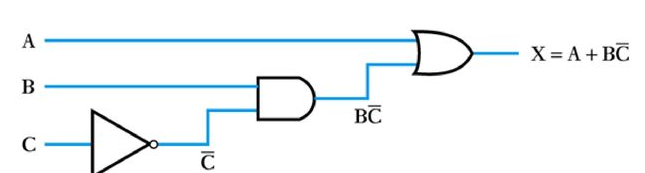 A
X = A + BC̅
B
BC̅
C
C̅